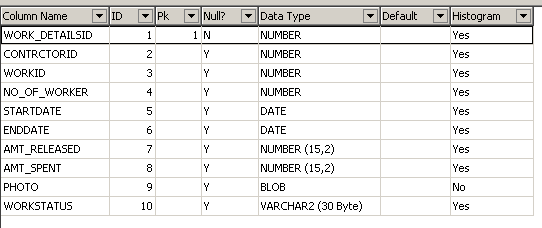 Column Name ID Pk Null? Data Type Default Histogram
WORK_DETAILSID 1 1 N NUMBER Yes
CONTRCTORID 2 Y NUMBER Yes
WORKID 3 Y NUMBER Yes
NO_OF_WORKER 4 Y NUMBER Yes
STARTDATE 5 Y DATE Yes
ENDDATE 6 Y DATE Yes
AMT_RELEASED 7 Y NUMBER (15,2) Yes
AMT_SPENT 8 Y NUMBER (15,2) Yes
PHOTO 9 Y BLOB No
WORKSTATUS 10 Y VARCHAR2 (30 Byte) Yes